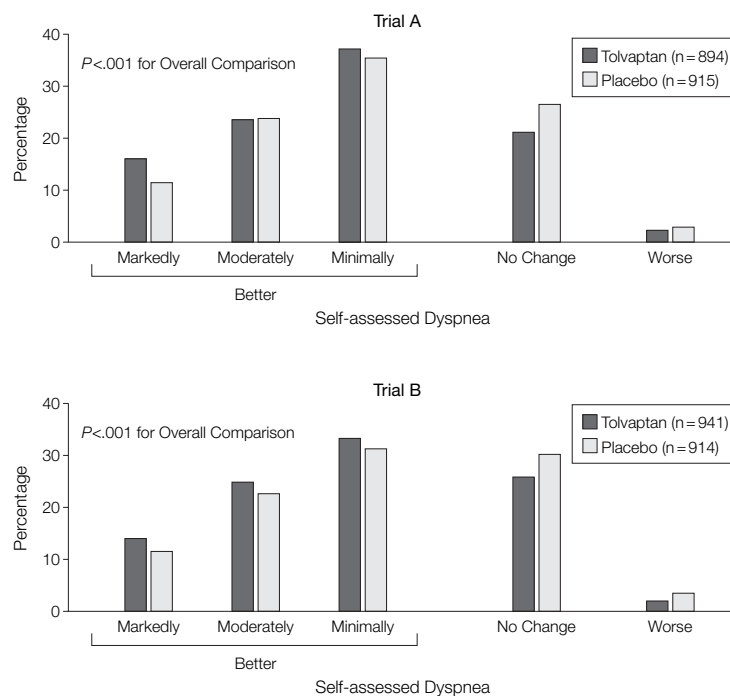 Trial A
40
30
20
10
0
Percentage
P<.001 for Overall Comparison
Tolvaptan (n=894)
Placebo (n=915)
Markedly Moderately Minimally No Change Worse
Better
Self-assessed Dyspnea
Trial B
40
30
20
10
0
Percentage
P<.001 for Overall Comparison
Tolvaptan (n=941)
Placebo (n=914)
Markedly Moderately Minimally No Change Worse
Better
Self-assessed Dyspnea